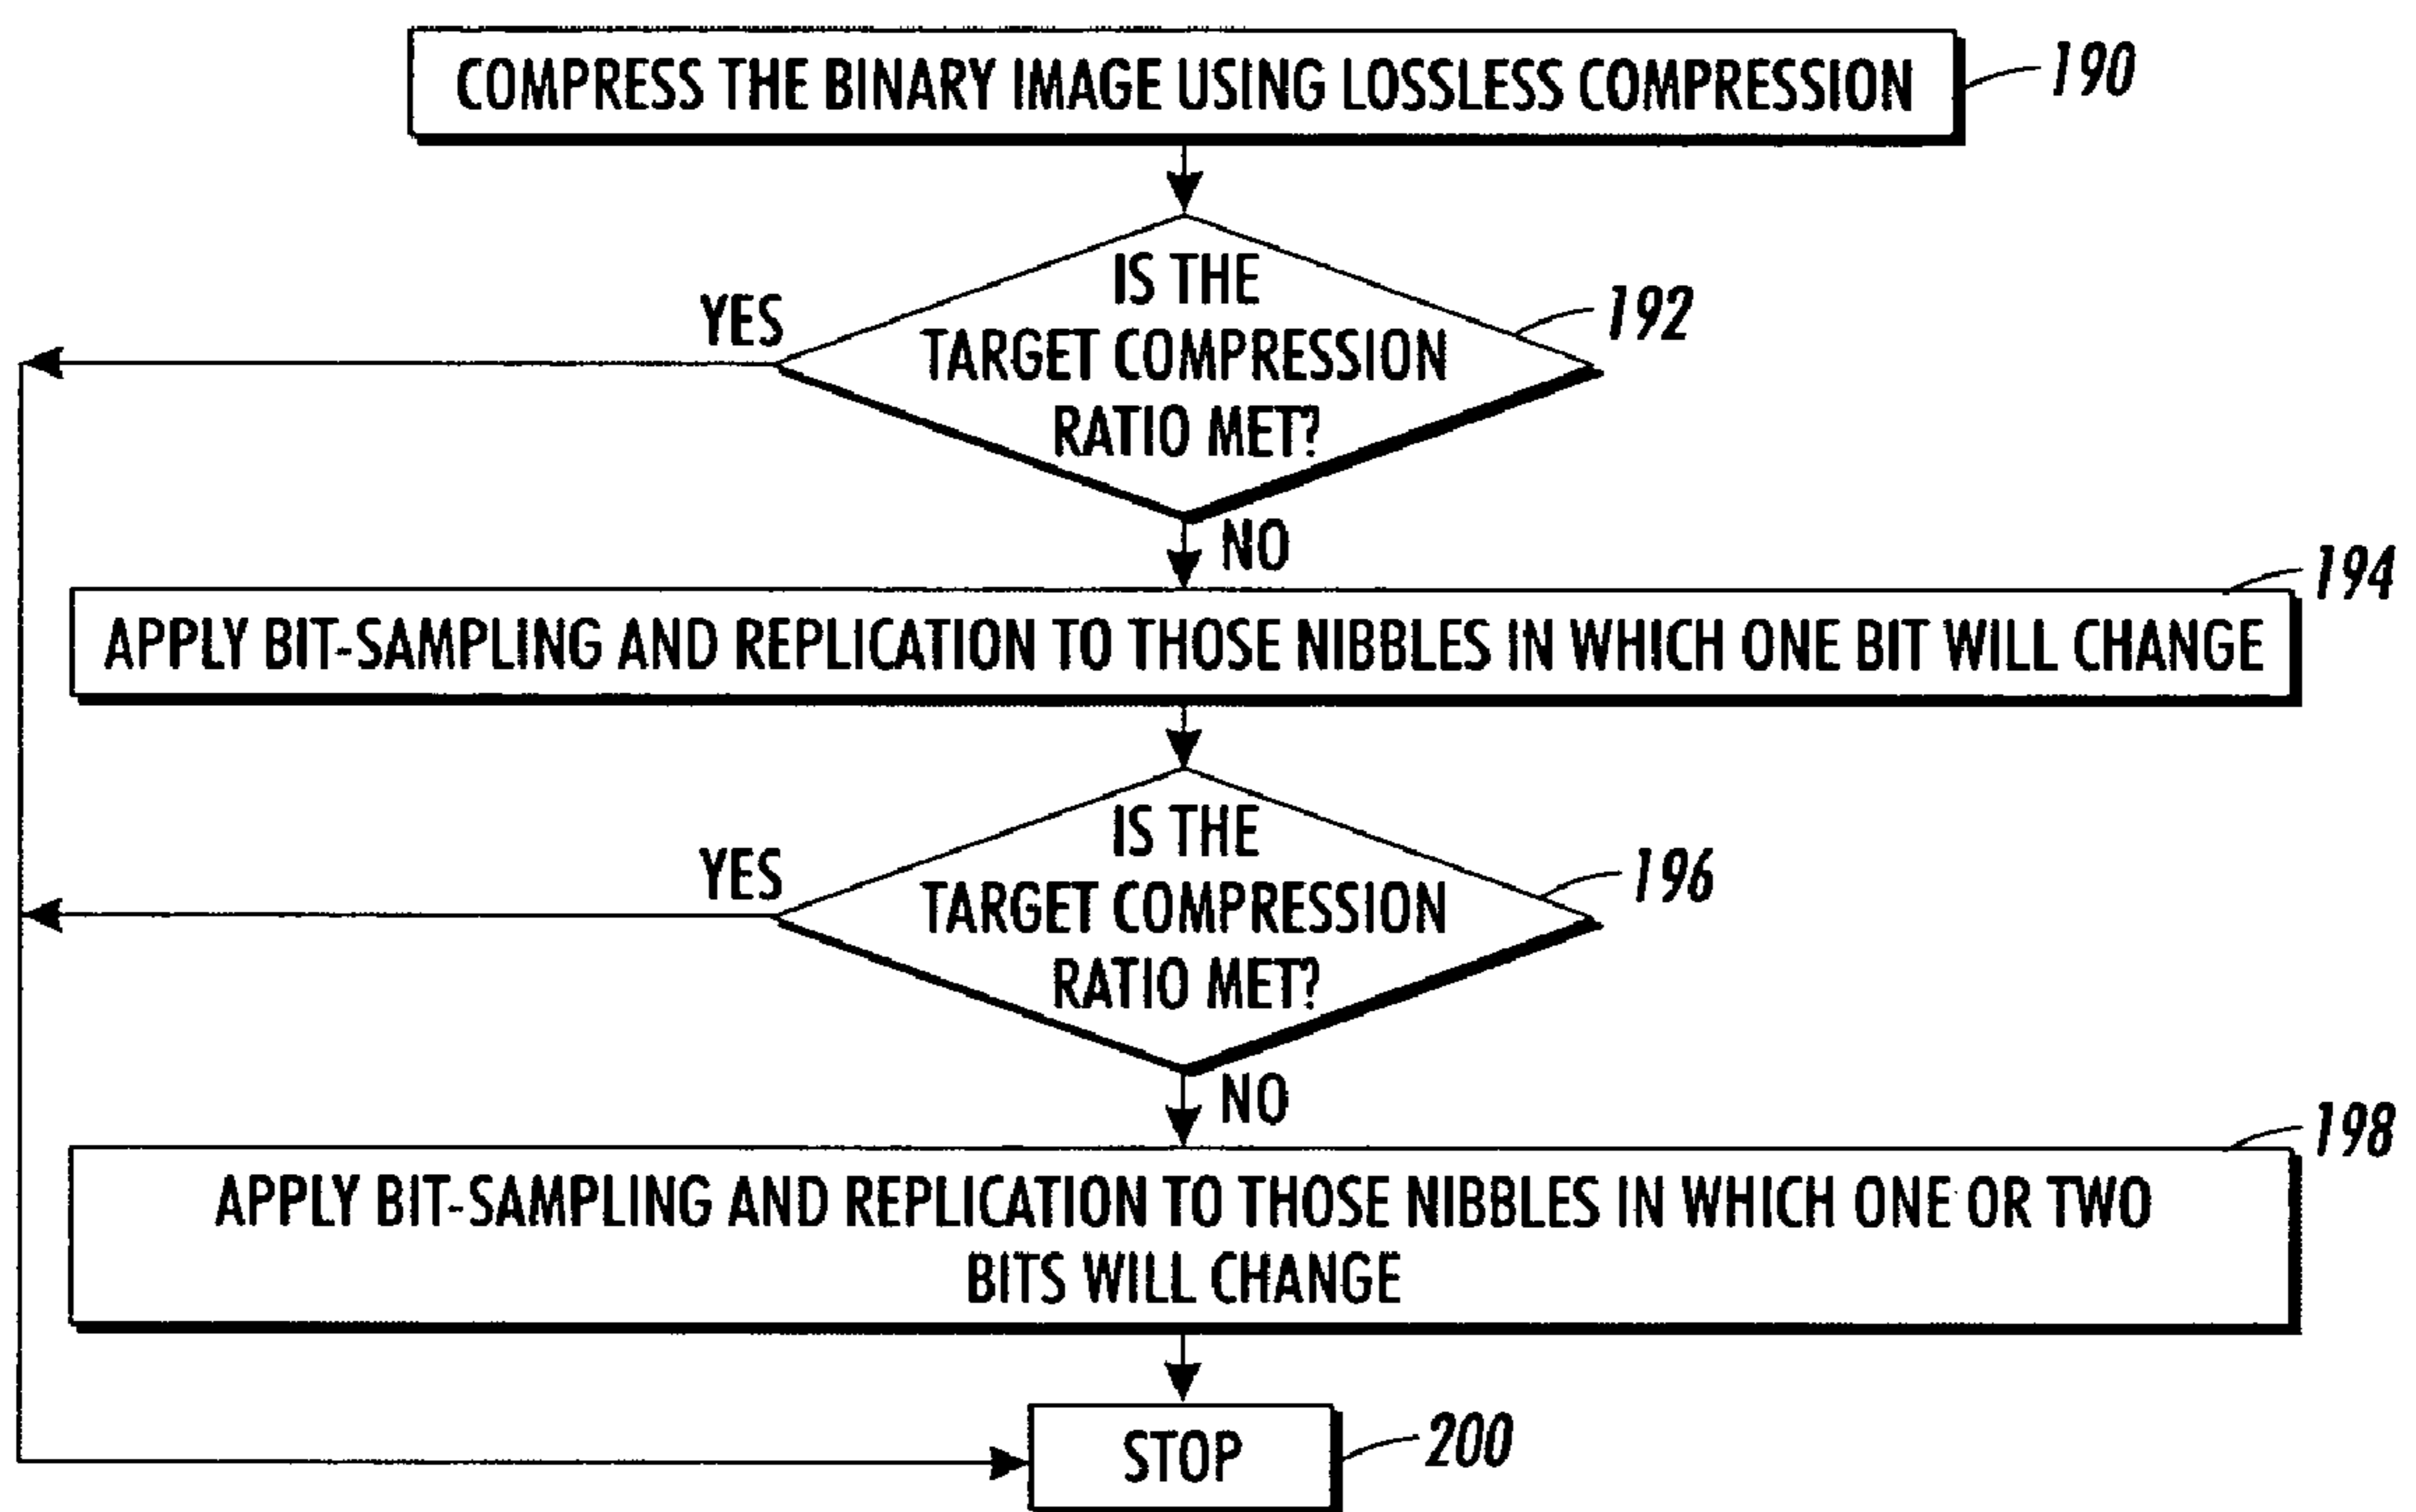 COMPRESS THE BINARY IMAGE USING LOSSLESS COMPRESSION
190
IS THE
TARGET COMPRESSION
RATIO MET?
192
YES
NO
194
APPLY BIT-SAMPLING AND REPLICATION TO THOSE NIBBLES IN WHICH ONE BIT WILL CHANGE
IS THE
TARGET COMPRESSION
RATIO MET?
196
YES
NO
198
APPLY BIT-SAMPLING AND REPLICATION TO THOSE NIBBLES IN WHICH ONE OR TWO
BITS WILL CHANGE
STOP
200